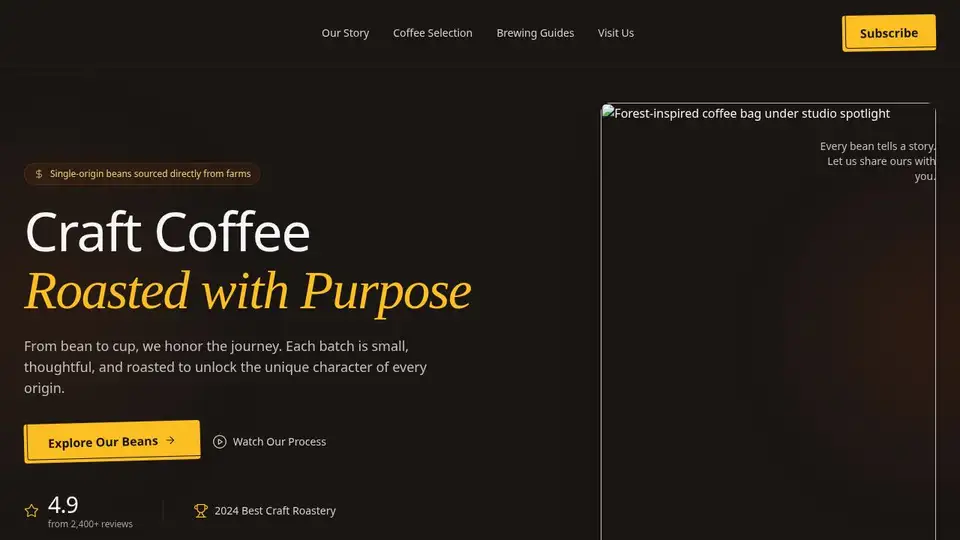 Our Story
Coffee Selection
Brewing Guides
Visit Us
Subscribe
Single-origin beans sourced directly from farms
Craft Coffee
Roasted with Purpose
From bean to cup, we honor the journey. Each batch is small,
thoughtful, and roasted to unlock the unique character of every
origin.
Explore Our Beans
Watch Our Process
4.9
from 2,400+ reviews
2024 Best Craft Roastery
Forest-inspired coffee bag under studio spotlight
Every bean tells a story.
Let us share ours with
you.